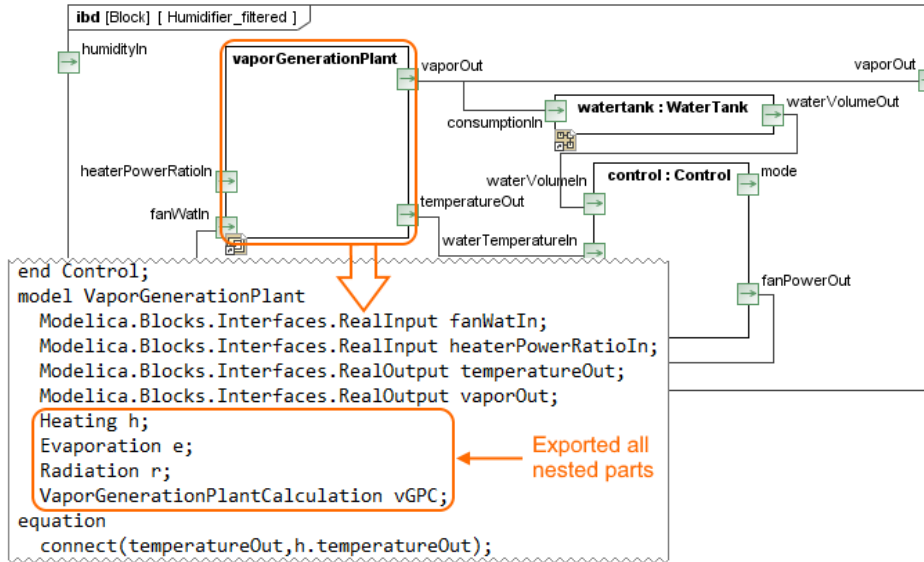 ibd [Block] [ Humidifier_filtered ]
humidityIn
vaporGenerationPlant
vaporOut
vaporOut
consumptionIn
watertank : WaterTank
waterVolumeOut
heaterPowerRatioIn
waterVolumeIn
control : Control
mode
fanWatIn
temperatureOut
waterTemperatureIn
fanPowerOut
end Control;
model VaporGenerationPlant
Modelica.Blocks.Interfaces.RealInput fanWatIn;
Modelica.Blocks.Interfaces.RealInput heaterPowerRatioIn;
Modelica.Blocks.Interfaces.RealOutput temperatureOut;
Modelica.Blocks.Interfaces.RealOutput vaporOut;
Heating h;
Evaporation e;
Radiation r;
VaporGenerationPlantCalculation vGPC;
Exported all
nested parts
equation
connect(temperatureOut,h.temperatureOut);